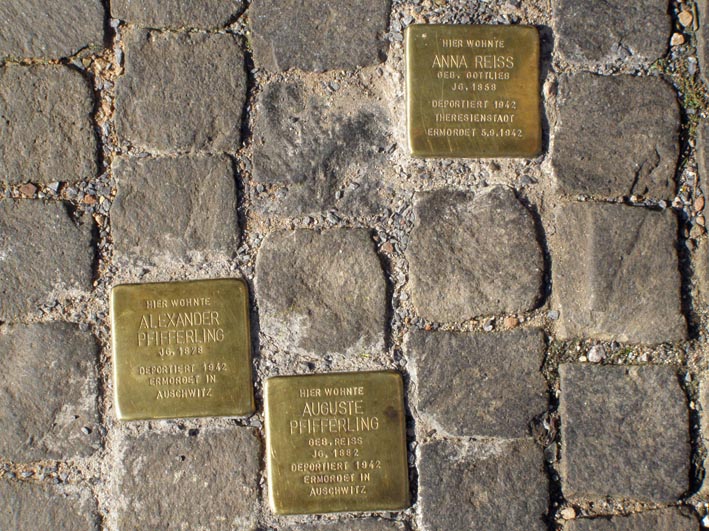 HIER WOHNTE
ANNA REISS
GEB. GOTTLIEB
JG. 1858
DEPORTIERT 1942
THERESIENSTADT
ERMORDET 5.9.1942
HIER WOHNTE
ALEXANDER
PFIFFERLING
JG. 1928
DEPORTIERT 1942
ERMORDET IN
AUSCHWITZ
HIER WOHNTE
AUGUSTE
PFIFFERLING
GEB. REISS
JG. 1882
DEPORTIERT 1942
ERMORDET IN
AUSCHWITZ